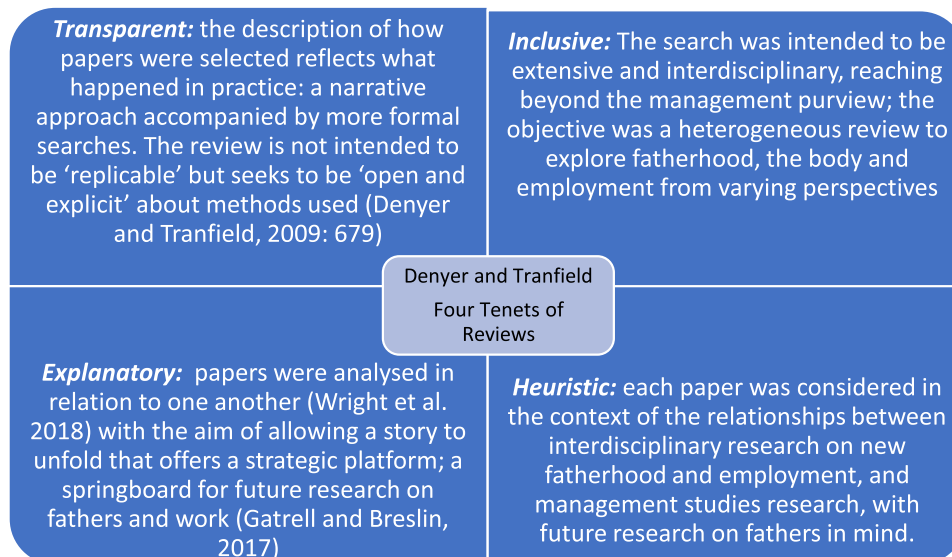 Transparent: the description of how
papers were selected reflects what
happened in practice: a narrative
approach accompanied by more formal
searches. The review is not intended to
be ‘replicable’ but seeks to be ‘open and
explicit’ about methods used (Denyer
and Tranfield, 2009: 679)
Inclusive: The search was intended to be
extensive and interdisciplinary, reaching
beyond the management purview; the
objective was a heterogeneous review to
explore fatherhood, the body and
employment from varying perspectives
Denyer and Tranfield
Four Tenets of
Reviews
Explanatory: papers were analysed in
relation to one another (Wright et al.
2018) with the aim of allowing a story to
unfold that offers a strategic platform; a
springboard for future research on
fathers and work (Gatrell and Breslin,
2017)
Heuristic: each paper was considered in
the context of the relationships between
interdisciplinary research on new
fatherhood and employment, and
management studies research, with
future research on fathers in mind.